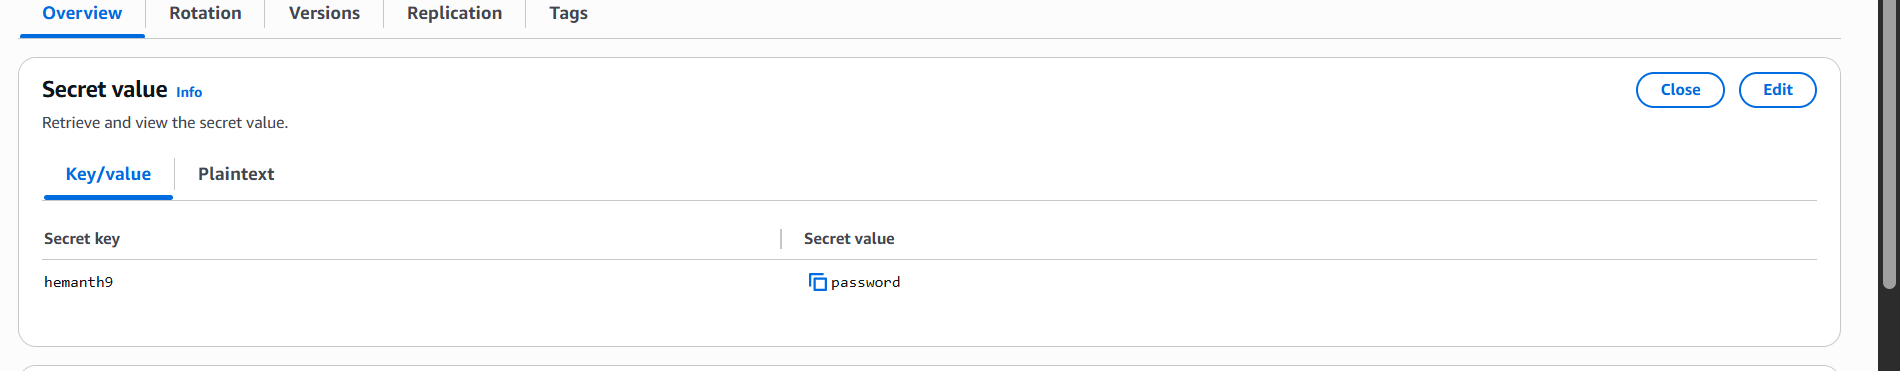 Overview Rotation Versions Replication Tags
Secret value Info Close Edit
Retrieve and view the secret value.
Key/value Plaintext
Secret key Secret value
hemanth9 password